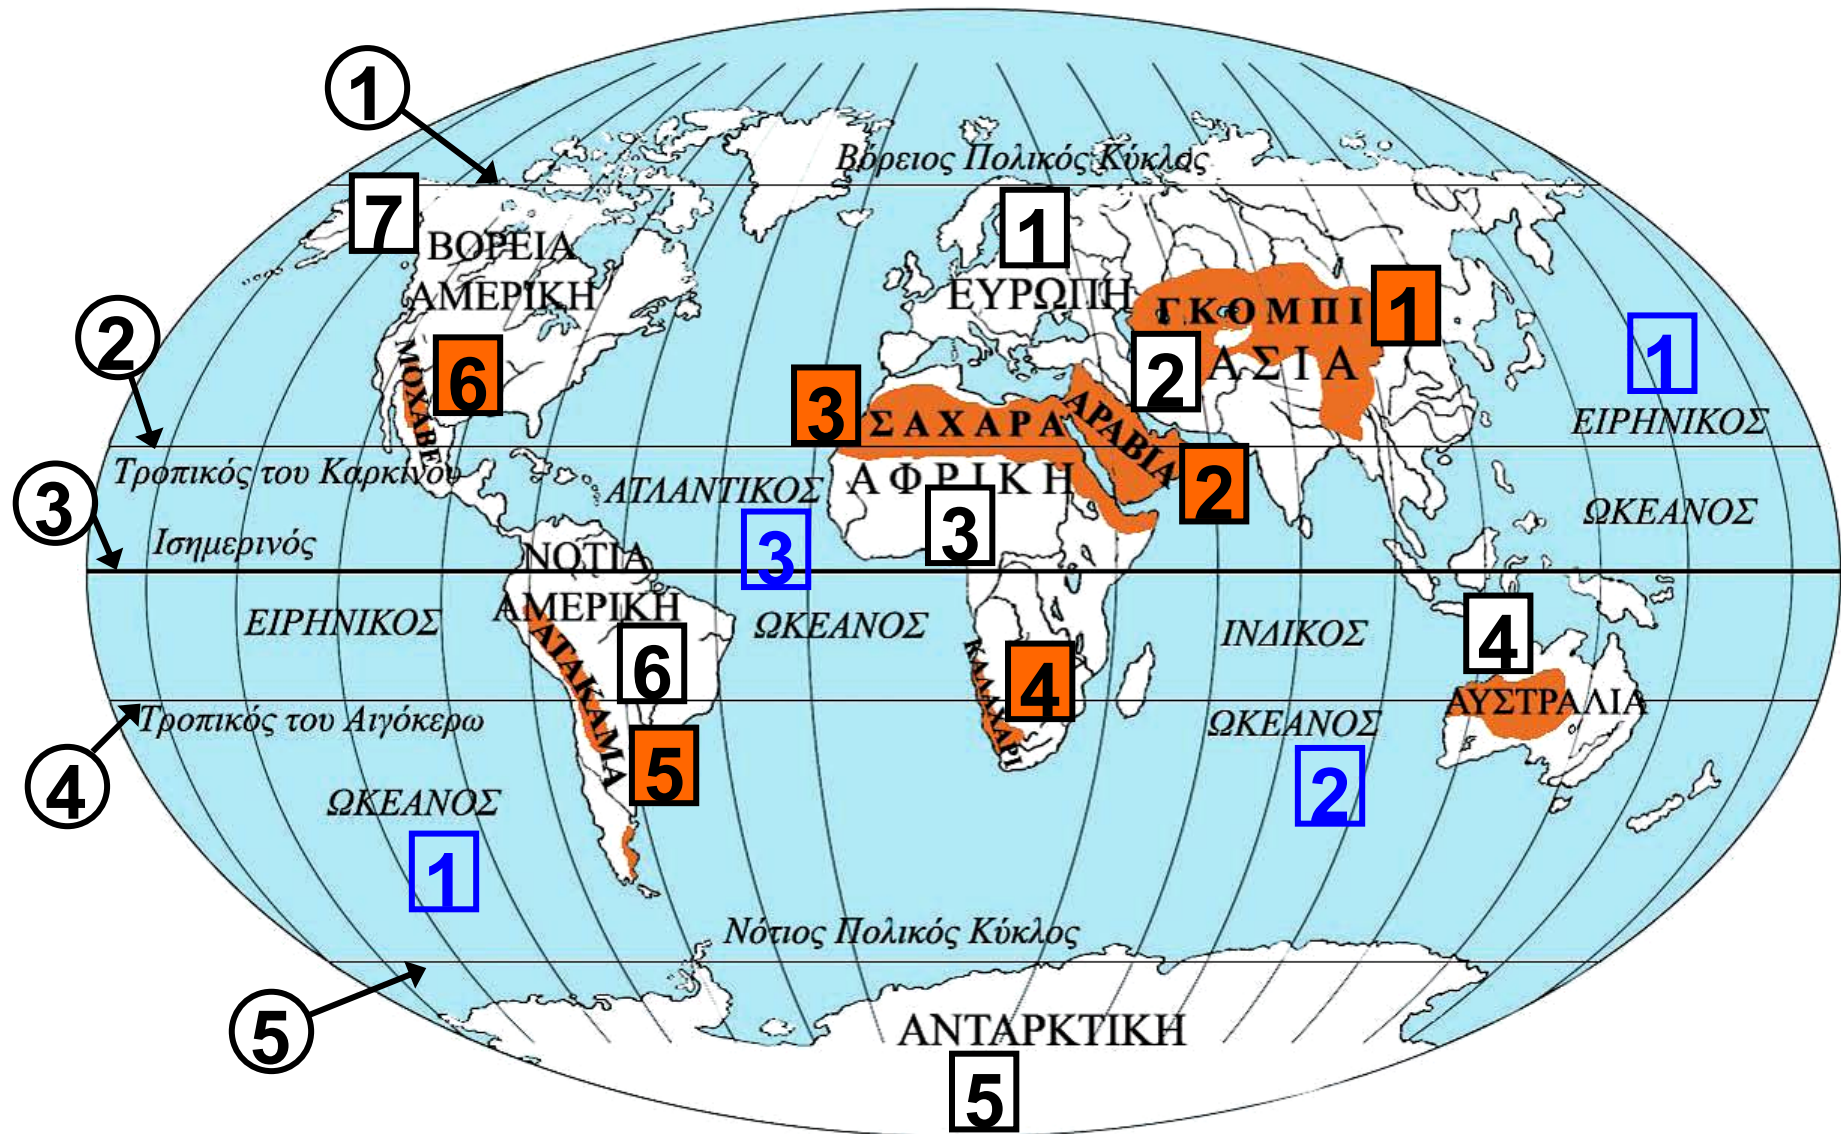 1
Βόρειος Πολικός Κύκλος
7
1
ΒΟΡΕΙΑ
ΑΜΕΡΙΚΗ
ΕΥΡΩΠΗ
ΓΚΟΜΠΙ
1
2
1
ΜΟΧΑΒΕ
6
2
ΑΣΙΑ
3
ΣΑΧΑΡΑ
ΑΡΑΒΙΑ
ΕΙΡΗΝΙΚΟΣ
Τροπικός του Καρκίνου
3
ΑΤΛΑΝΤΙΚΟΣ
ΑΦΡΙΚΗ
2
ΩΚΕΑΝΟΣ
Ισημερινός
3
3
ΝΟΤΙΑ
ΑΜΕΡΙΚΗ
ΕΙΡΗΝΙΚΟΣ
ΩΚΕΑΝΟΣ
ΙΝΔΙΚΟΣ
4
ΑΤΑΚΑΜΑ
6
ΚΑΛΑΧΑΡΙ
4
ΑΥΣΤΡΑΛΙΑ
Τροπικός του Αιγόκερω
ΩΚΕΑΝΟΣ
4
5
2
ΩΚΕΑΝΟΣ
1
Νότιος Πολικός Κύκλος
5
ΑΝΤΑΡΚΤΙΚΗ
5